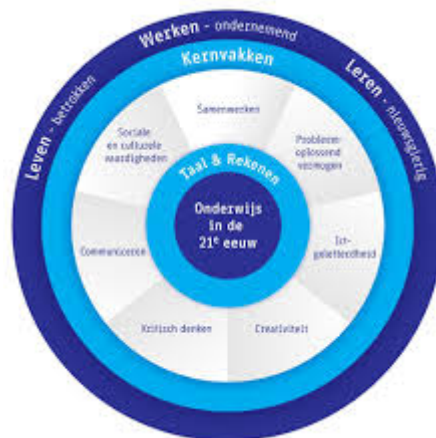 Werken - ondernemend
Kernvakken
Leven - betrokken
Leren - nieuwsgierig
Samenwerken
Sociale
en culturele
vaardigheden
Probleem-
oplossend
vermogen
Taal & Rekenen
Onderwijs
in de
21e eeuw
Communiceren
Ict-
geletterdheid
Kritisch denken
Creativiteit